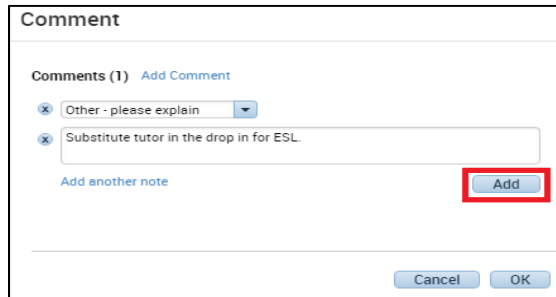 Comment
Comments (1) Add Comment
x Other - please explain
x Substitute tutor in the drop in for ESL.
Add another note Add
Cancel OK